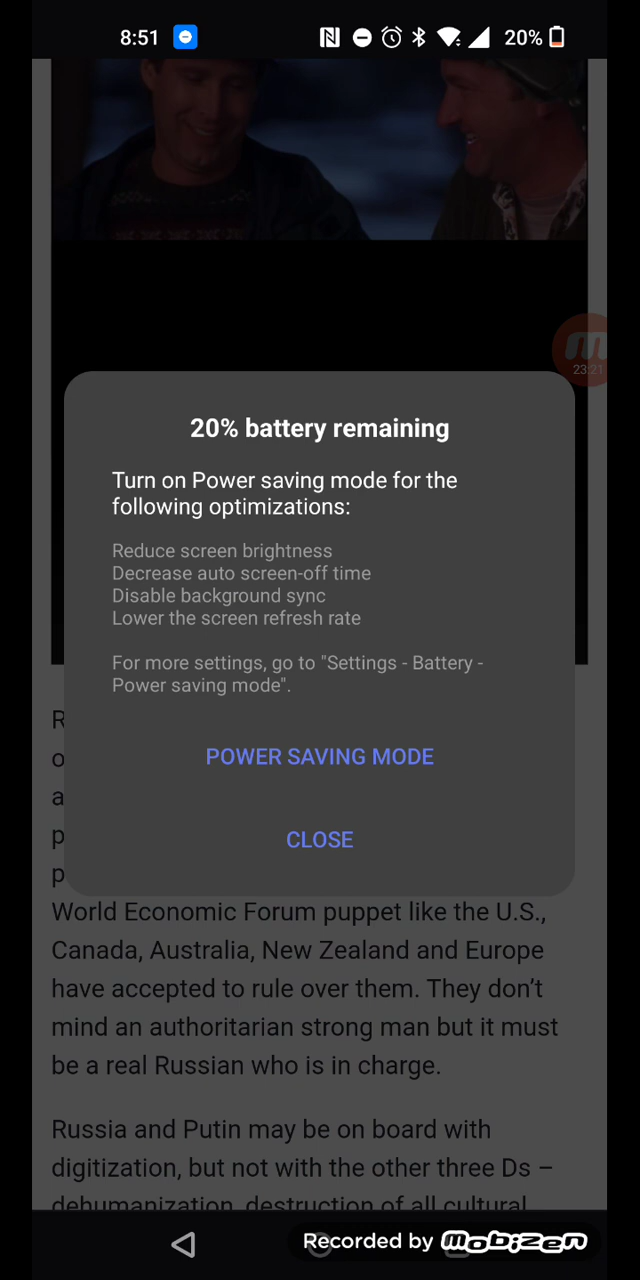 8:51
20%
23:21
20% battery remaining
Turn on Power saving mode for the
following optimizations:
Reduce screen brightness
Decrease auto screen-off time
Disable background sync
Lower the screen refresh rate
For more settings, go to "Settings - Battery -
Power saving mode".
POWER SAVING MODE
CLOSE
R
o
a
p
p
World Economic Forum puppet like the U.S.,
Canada, Australia, New Zealand and Europe
have accepted to rule over them. They don’t
mind an authoritarian strong man but it must
be a real Russian who is in charge.
Russia and Putin may be on board with
digitization, but not with the other three Ds –
dehumanization, destruction of all cultural
Recorded by Mobizen